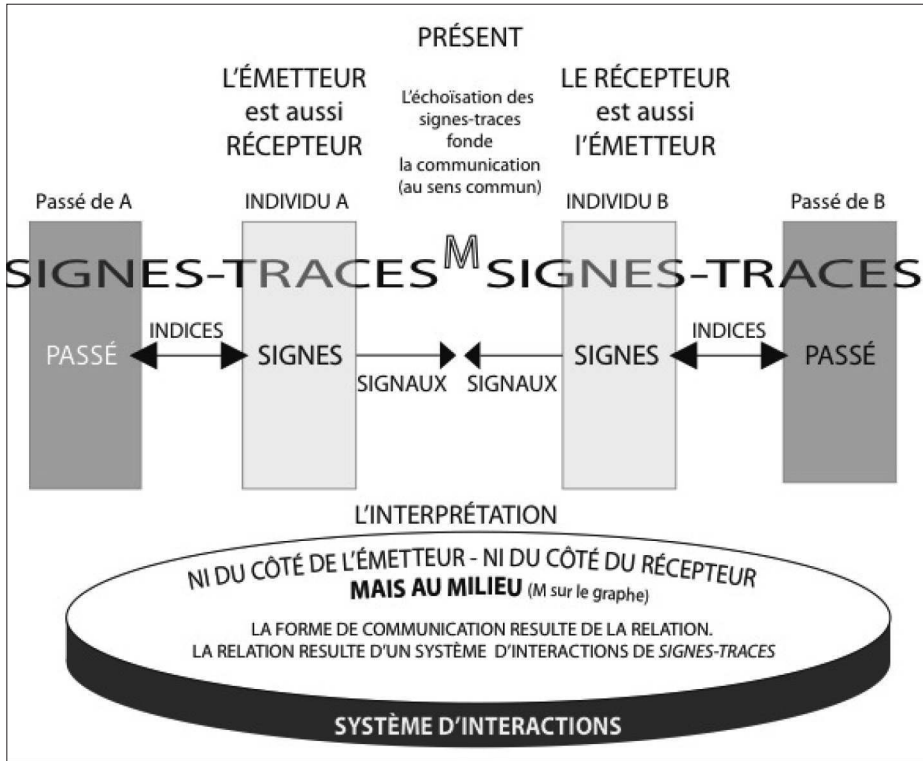 PRÉSENT
L'ÉMETTEUR
est aussi
RÉCEPTEUR
L'échoïsation des
signes-traces
fonde
la communication
(au sens commun)
LE RÉCEPTEUR
est aussi
l'ÉMETTEUR
Passé de A
INDIVIDU A
INDIVIDU B
Passé de B
SIGNES-TRACES M SIGNES-TRACES
PASSÉ
INDICES
SIGNES
SIGNAUX
SIGNAUX
SIGNES
INDICES
PASSÉ
L'INTERPRÉTATION
NI DU CÔTÉ DE L'ÉMETTEUR - NI DU CÔTÉ DU RÉCEPTEUR
MAIS AU MILIEU (M sur le graphe)
LA FORME DE COMMUNICATION RESULTE DE LA RELATION.
LA RELATION RESULTE D'UN SYSTÈME D'INTERACTIONS DE SIGNES-TRACES
SYSTÈME D'INTERACTIONS